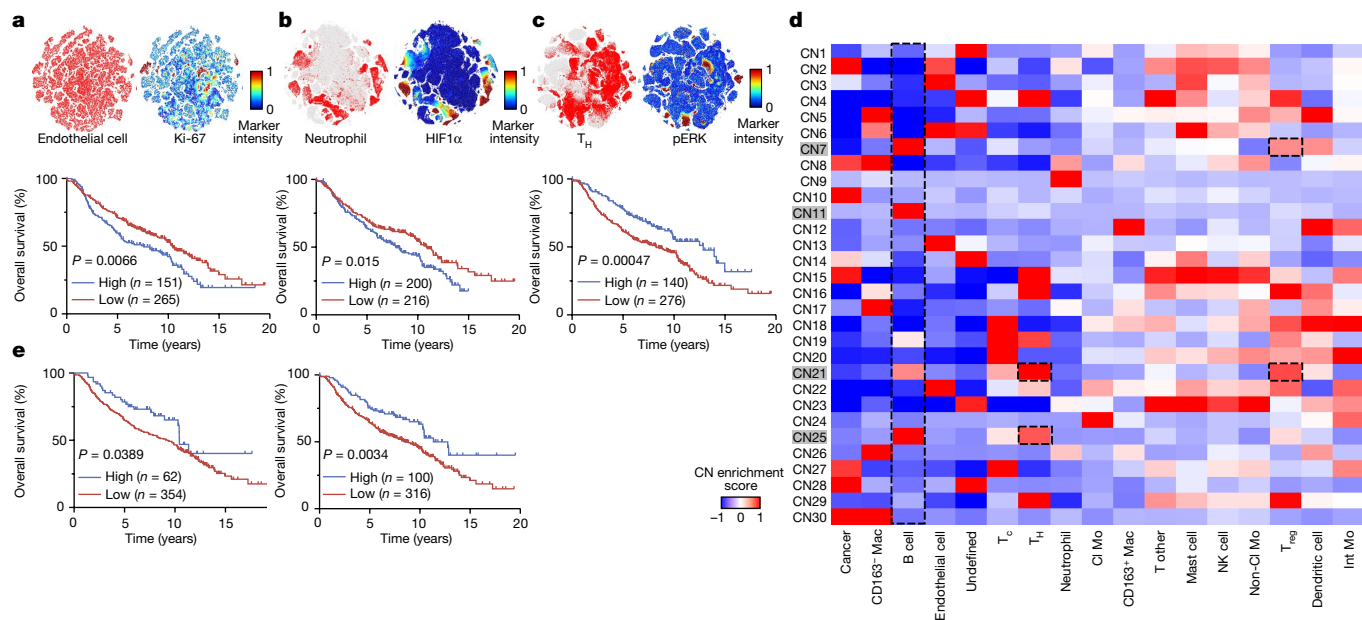 a
b
c
d
1
0
Marker
intensity
Endothelial cell
Ki-67
1
0
Marker
intensity
Neutrophil
HIF1α
1
0
Marker
intensity
T_H
pERK
Overall survival (%)
100
50
0
P = 0.0066
High (n = 151)
Low (n = 265)
0 5 10 15 20
Time (years)
Overall survival (%)
100
50
0
P = 0.015
High (n = 200)
Low (n = 216)
0 5 10 15 20
Time (years)
Overall survival (%)
100
50
0
P = 0.00047
High (n = 140)
Low (n = 276)
0 5 10 15 20
Time (years)
e
Overall survival (%)
100
50
0
P = 0.0389
High (n = 62)
Low (n = 354)
0 5 10 15
Time (years)
Overall survival (%)
100
50
0
P = 0.0034
High (n = 100)
Low (n = 316)
0 5 10 15 20
Time (years)
CN1
CN2
CN3
CN4
CN5
CN6
CN7
CN8
CN9
CN10
CN11
CN12
CN13
CN14
CN15
CN16
CN17
CN18
CN19
CN20
CN21
CN22
CN23
CN24
CN25
CN26
CN27
CN28
CN29
CN30
CN enrichment
score
−1 0 1
Cancer
CD163⁻ Mac
B cell
Endothelial cell
Undefined
T_c
T_H
Neutrophil
Cl Mo
CD163⁺ Mac
T other
Mast cell
NK cell
Non-Cl Mo
T_reg
Dendritic cell
Int Mo